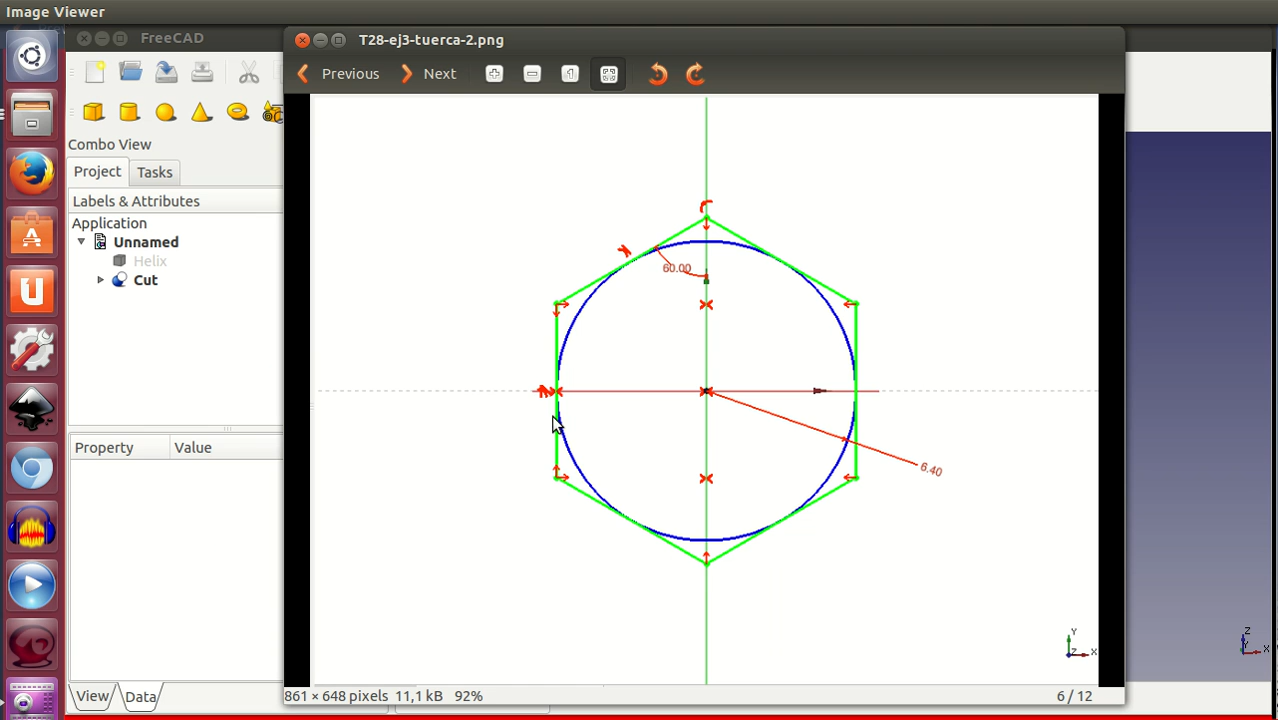 Image Viewer
FreeCAD
T28-ej3-tuerca-2.png
Previous
Next
Combo View
Project
Tasks
Labels & Attributes
Application
Unnamed
Helix
Cut
60.00
6.40
Property
Value
Y
Z
X
Z
Y
X
View
Data
861 × 648 pixels 11,1 kB 92%
6 / 12